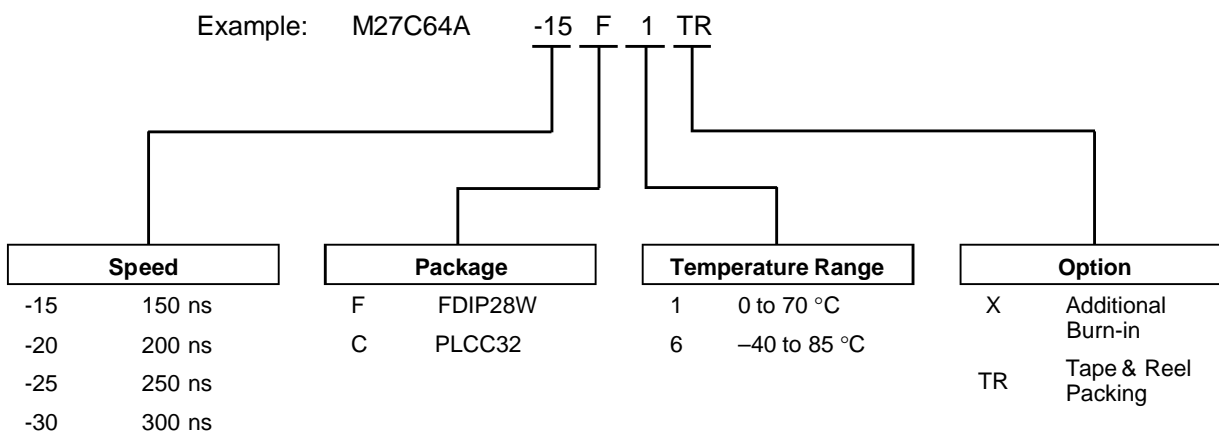 Example: M27C64A -15 F 1 TR
Speed
-15 150 ns
-20 200 ns
-25 250 ns
-30 300 ns
Package
F FDIP28W
C PLCC32
Temperature Range
1 0 to 70 °C
6 –40 to 85 °C
Option
X Additional
Burn-in
TR Tape & Reel
Packing